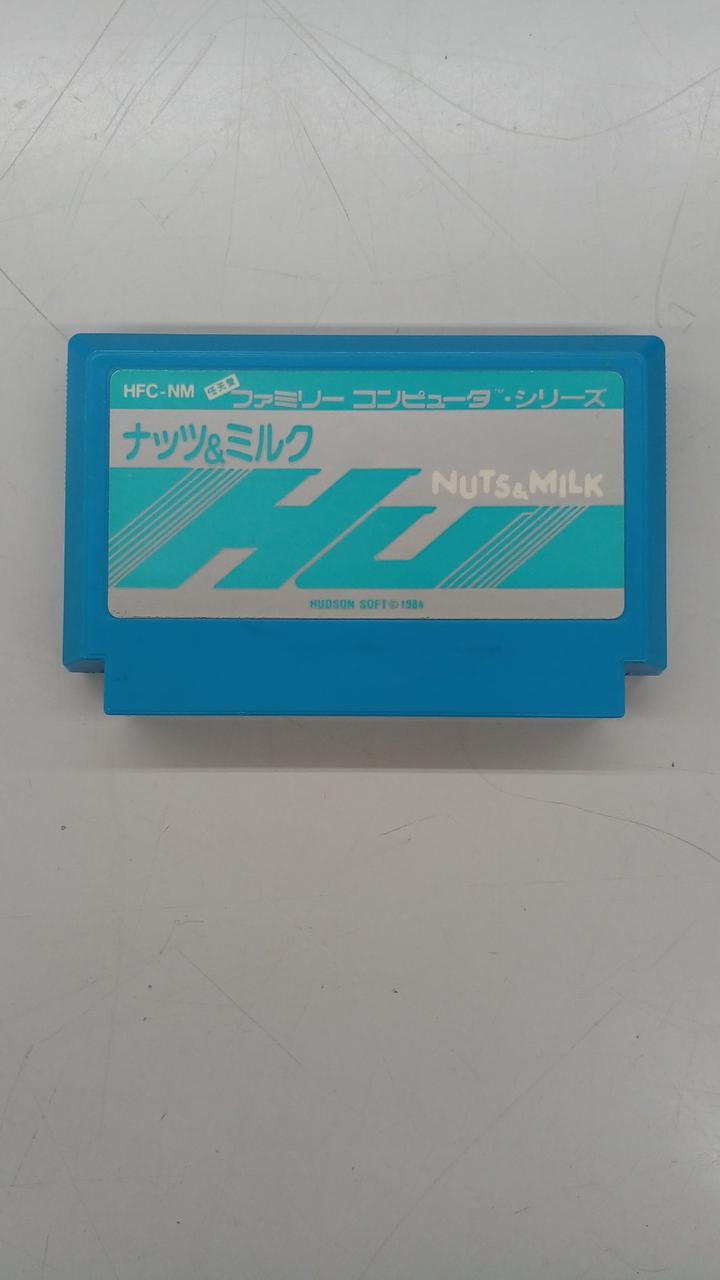 HFC-NM 任天堂 ファミリー コンピュータ™・シリーズ
ナッツ&ミルク
NUTS&MILK
HU
HUDSON SOFT©1984